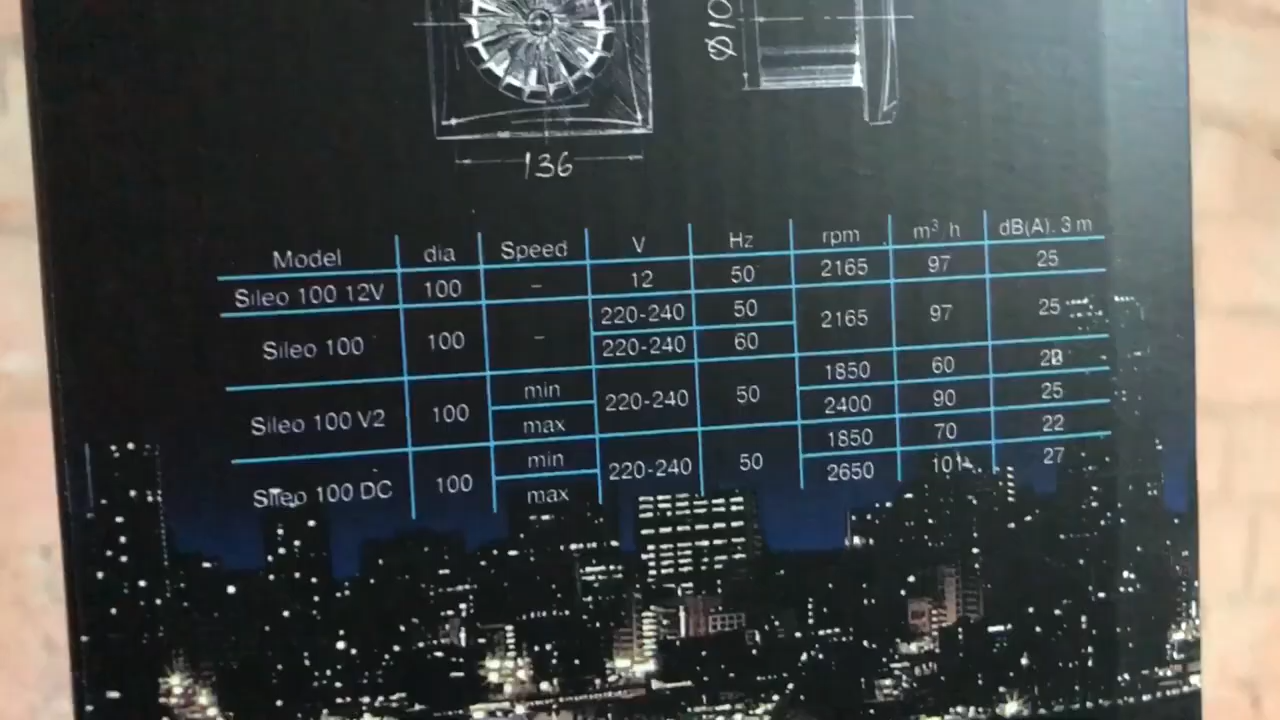 Ø10
136
Model dia Speed V Hz rpm m³ h dB(A). 3 m
Sileo 100 12V 100 - 12 50 2165 97 25
Sileo 100 100 - 220-240 50 2165 97 25
220-240 60
Sileo 100 V2 100 min 220-240 50 1850 60
max 2400 90 25
Sileo 100 DC 100 min 220-240 50 1850 70 22
max 2650 101 27